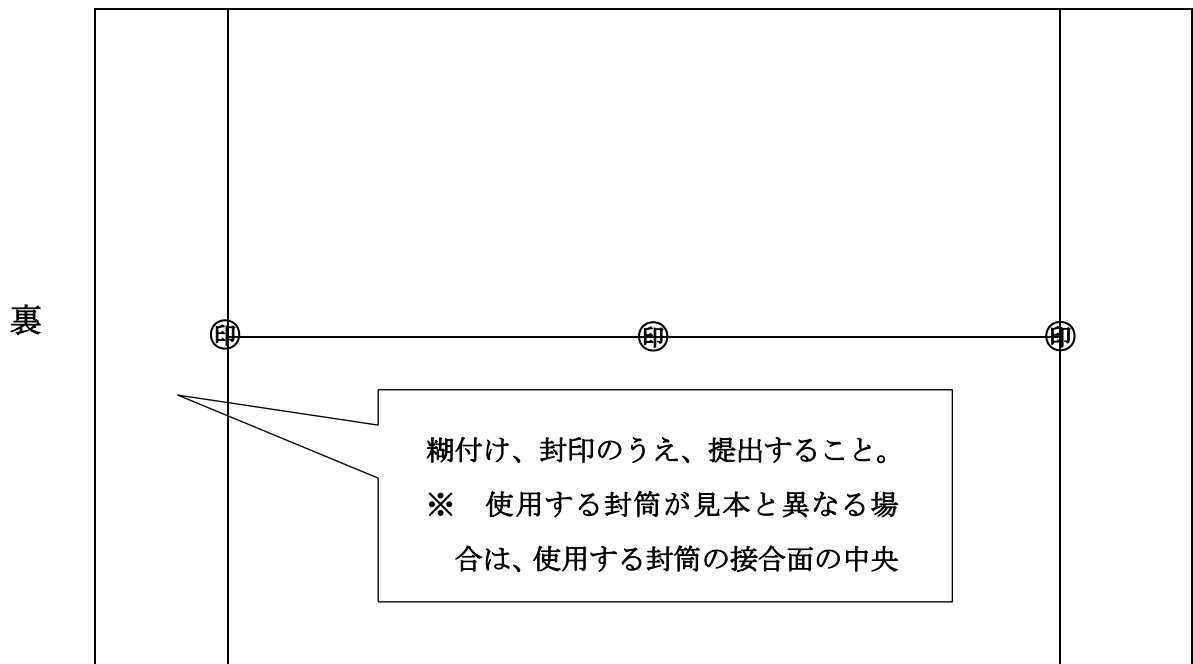 裏
㊞ ㊞ ㊞
糊付け、封印のうえ、提出すること。
※　使用する封筒が見本と異なる場
合は、使用する封筒の接合面の中央